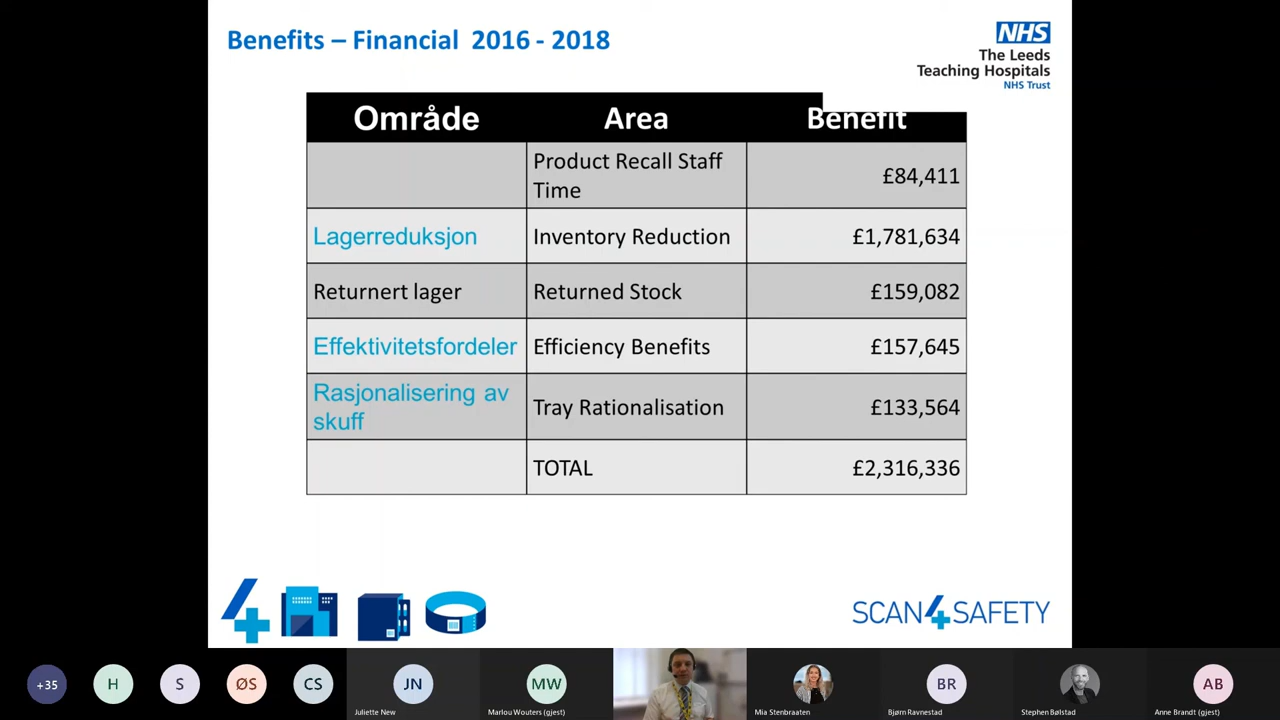 Benefits – Financial 2016 - 2018
NHS
The Leeds
Teaching Hospitals
NHS Trust
Område Area Benefit
Product Recall Staff
Time
£84,411
Lagerreduksjon Inventory Reduction £1,781,634
Returnert lager Returned Stock £159,082
Effektivitetsfordeler Efficiency Benefits £157,645
Rasjonalisering av
skuff
Tray Rationalisation £133,564
TOTAL £2,316,336
4
SCAN4SAFETY
+35 H S ØS CS JN MW BR AB
Juliette New Marlou Wouters (gjest) Mia Stenbraaten Bjørn Ravnestad Stephen Bølstad Anne Brandt (gjest)